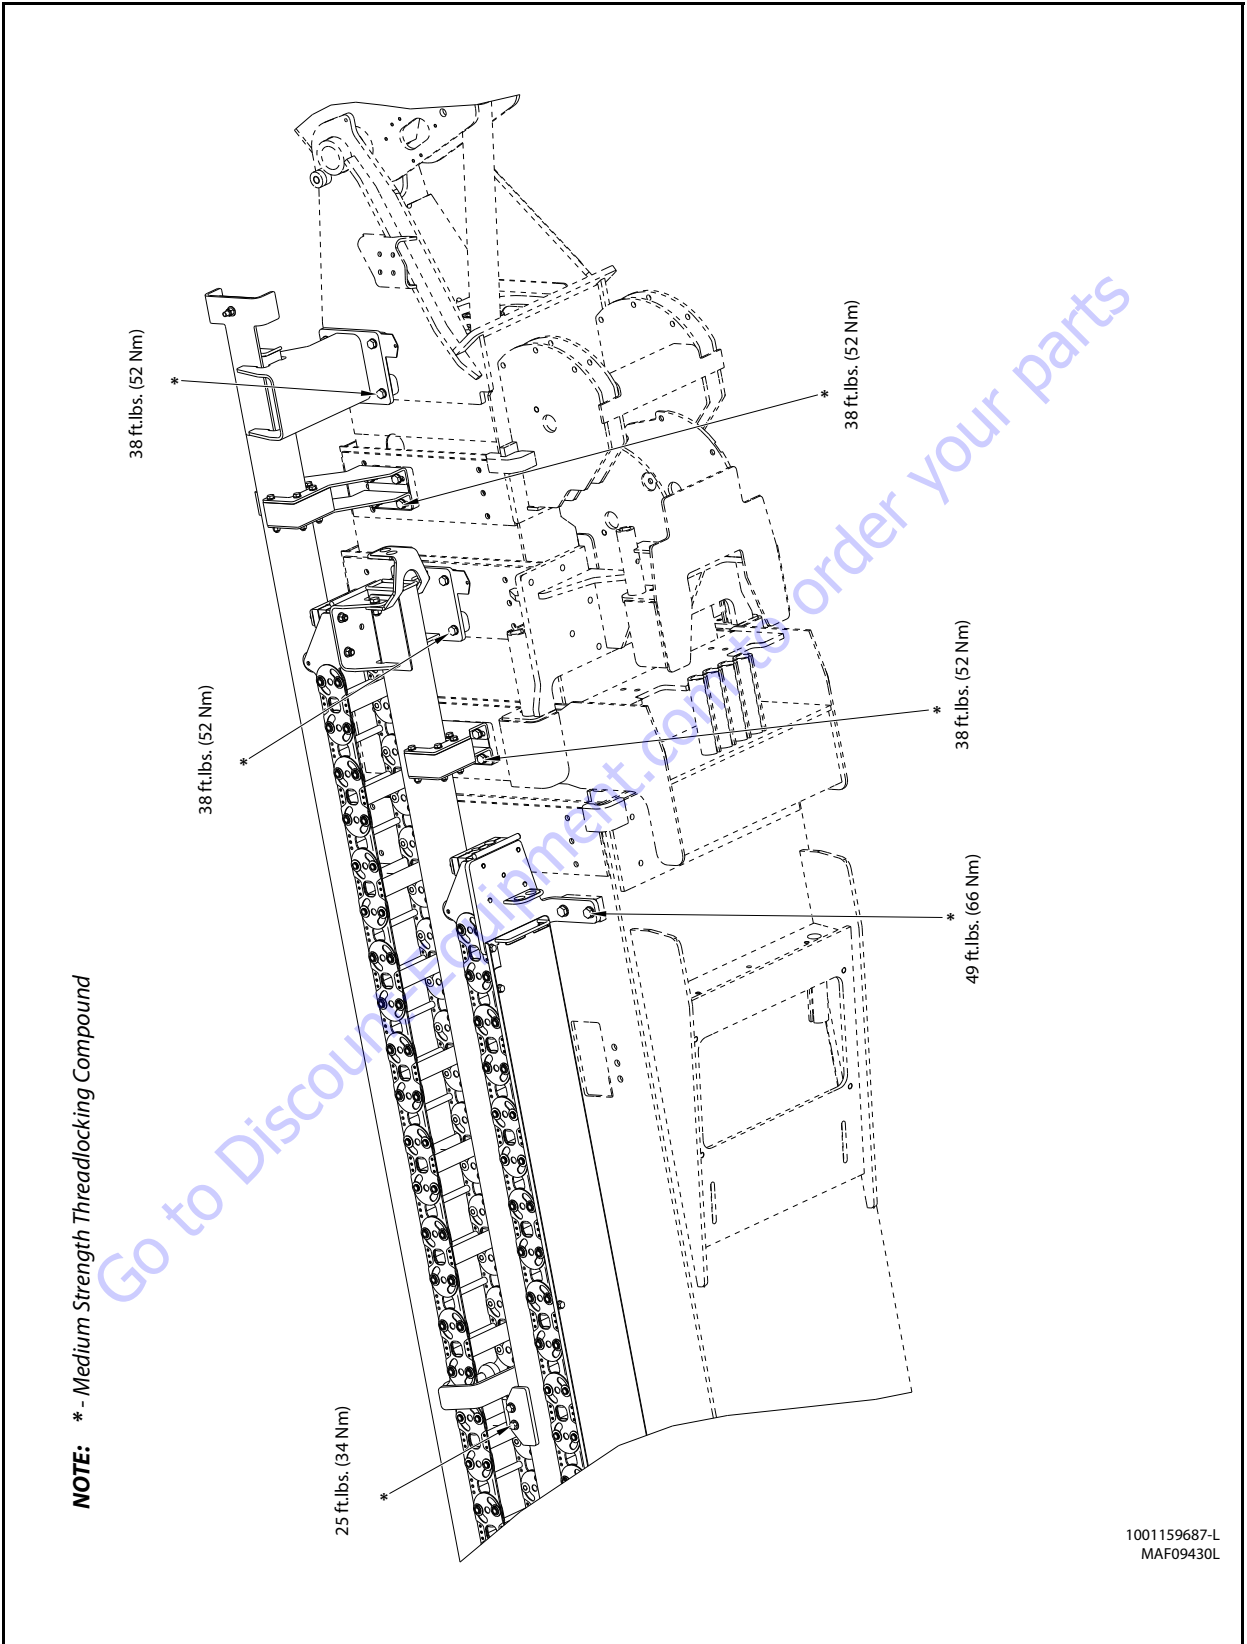 38 ft.lbs. (52 Nm)
*
38 ft.lbs. (52 Nm)
*
38 ft.lbs. (52 Nm)
*
38 ft.lbs. (52 Nm)
*
49 ft.lbs. (66 Nm)
*
25 ft.lbs. (34 Nm)
*
NOTE: * - Medium Strength Threadlocking Compound
Go to Discount-Equipment.com to order your parts
1001159687-L
MAF09430L